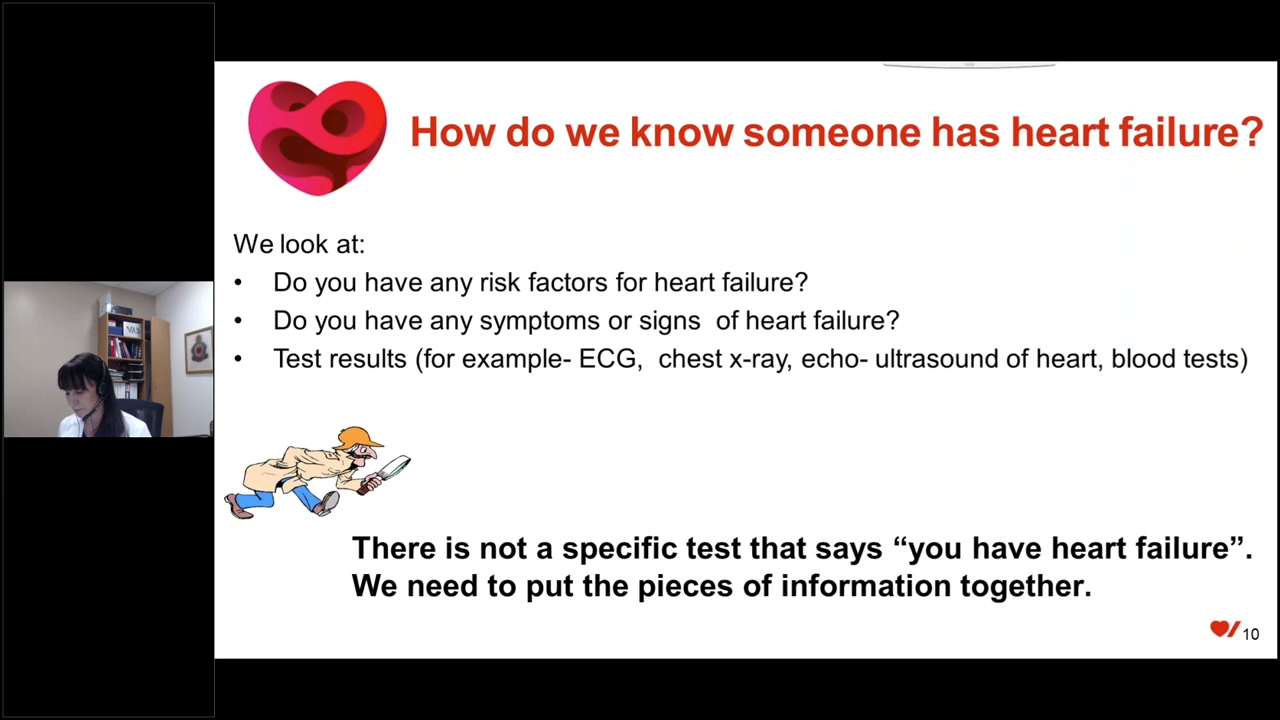 How do we know someone has heart failure?
We look at:
• Do you have any risk factors for heart failure?
• Do you have any symptoms or signs of heart failure?
• Test results (for example- ECG, chest x-ray, echo- ultrasound of heart, blood tests)
There is not a specific test that says “you have heart failure”.
We need to put the pieces of information together.
10
VAD